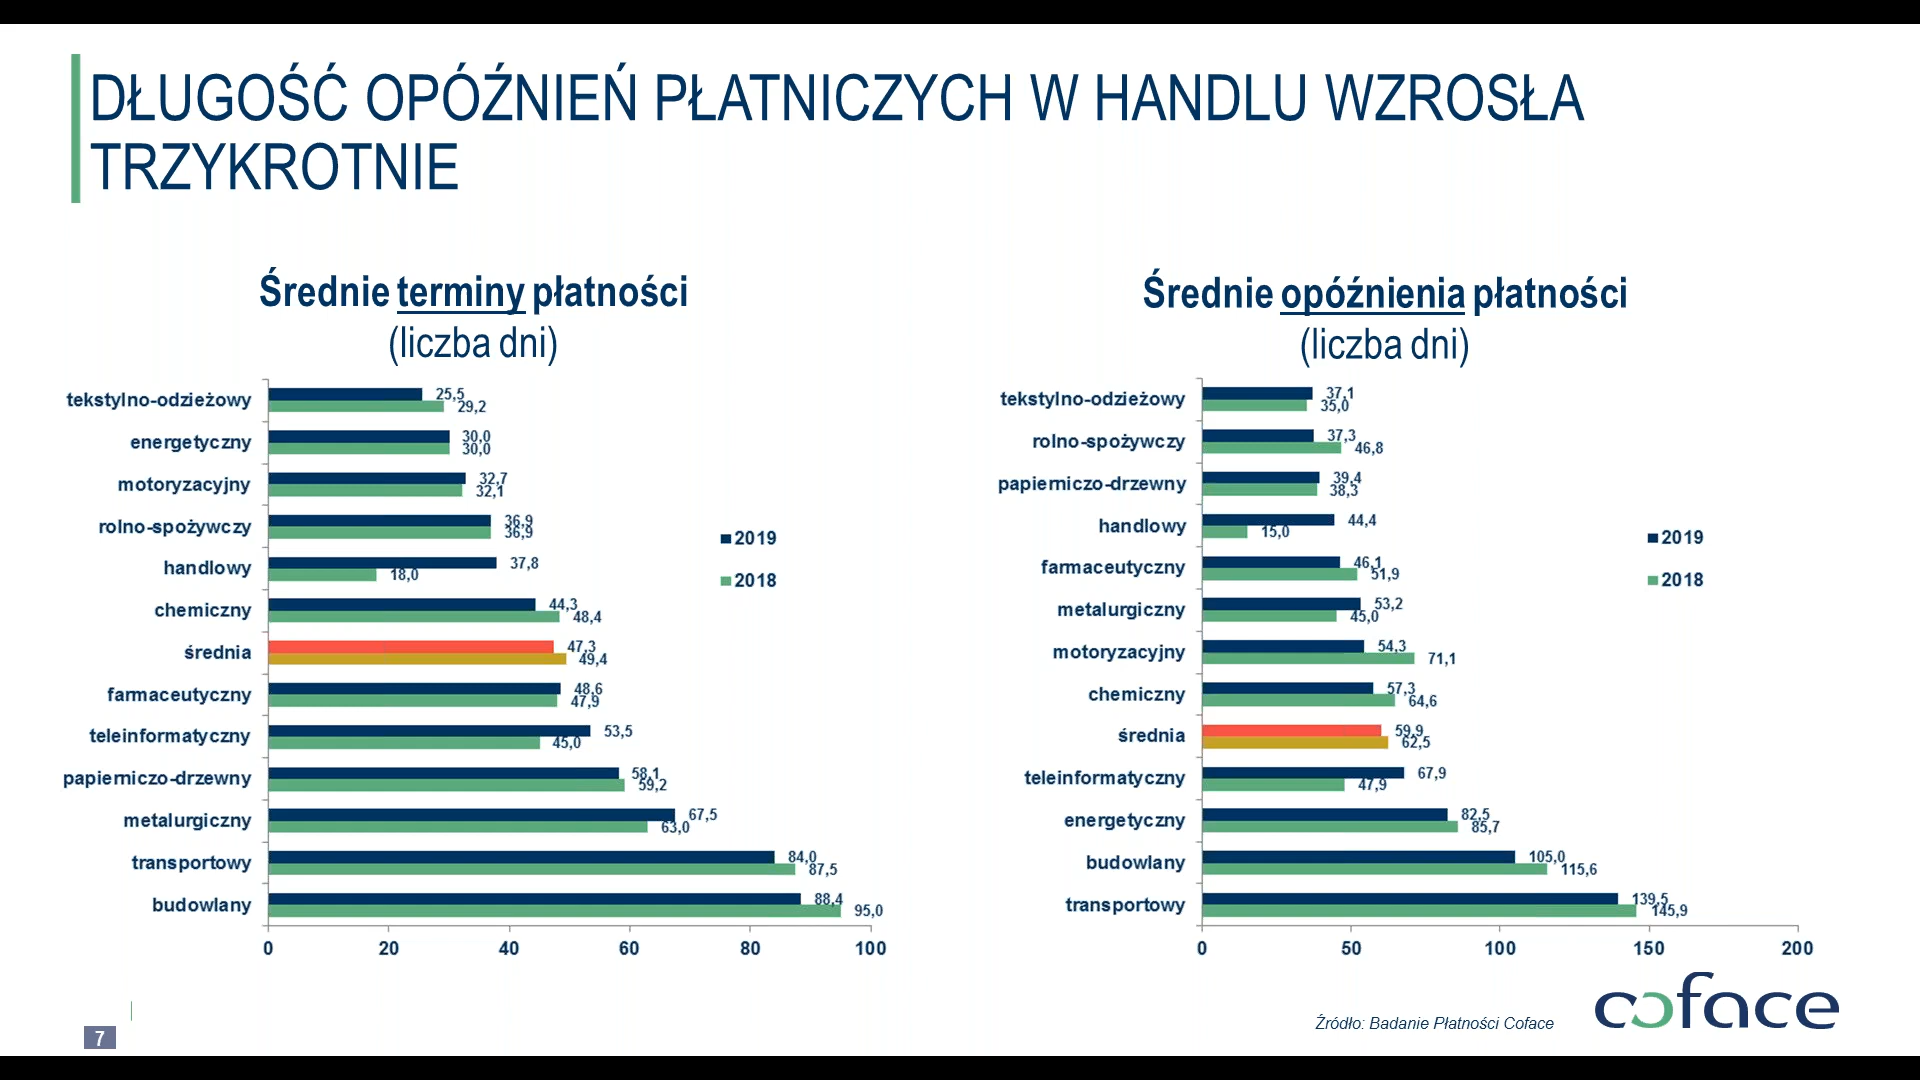 DŁUGOŚĆ OPÓŹNIEŃ PŁATNICZYCH W HANDLU WZROSŁA
TRZYKROTNIE
Średnie terminy płatności
(liczba dni)
tekstylno-odzieżowy 25,5 29,2
energetyczny 30,0 30,0
motoryzacyjny 32,7 32,1
rolno-spożywczy 36,9 36,9
handlowy 37,8 18,0
chemiczny 44,3 48,4
średnia 47,3 49,4
farmaceutyczny 48,6 47,9
teleinformatyczny 53,5 45,0
papierniczo-drzewny 58,1 59,2
metalurgiczny 67,5 63,0
transportowy 84,0 87,5
budowlany 88,4 95,0
0 20 40 60 80 100
2019
2018
Średnie opóźnienia płatności
(liczba dni)
tekstylno-odzieżowy 37,1 35,0
rolno-spożywczy 37,3 46,8
papierniczo-drzewny 39,4 38,3
handlowy 44,4 15,0
farmaceutyczny 46,1 51,9
metalurgiczny 53,2 45,0
motoryzacyjny 54,3 71,1
chemiczny 57,3 64,6
średnia 59,9 62,5
teleinformatyczny 67,9 47,9
energetyczny 82,5 85,7
budowlany 105,0 115,6
transportowy 139,5 145,9
0 50 100 150 200
2019
2018
7
Źródło: Badanie Płatności Coface
coface